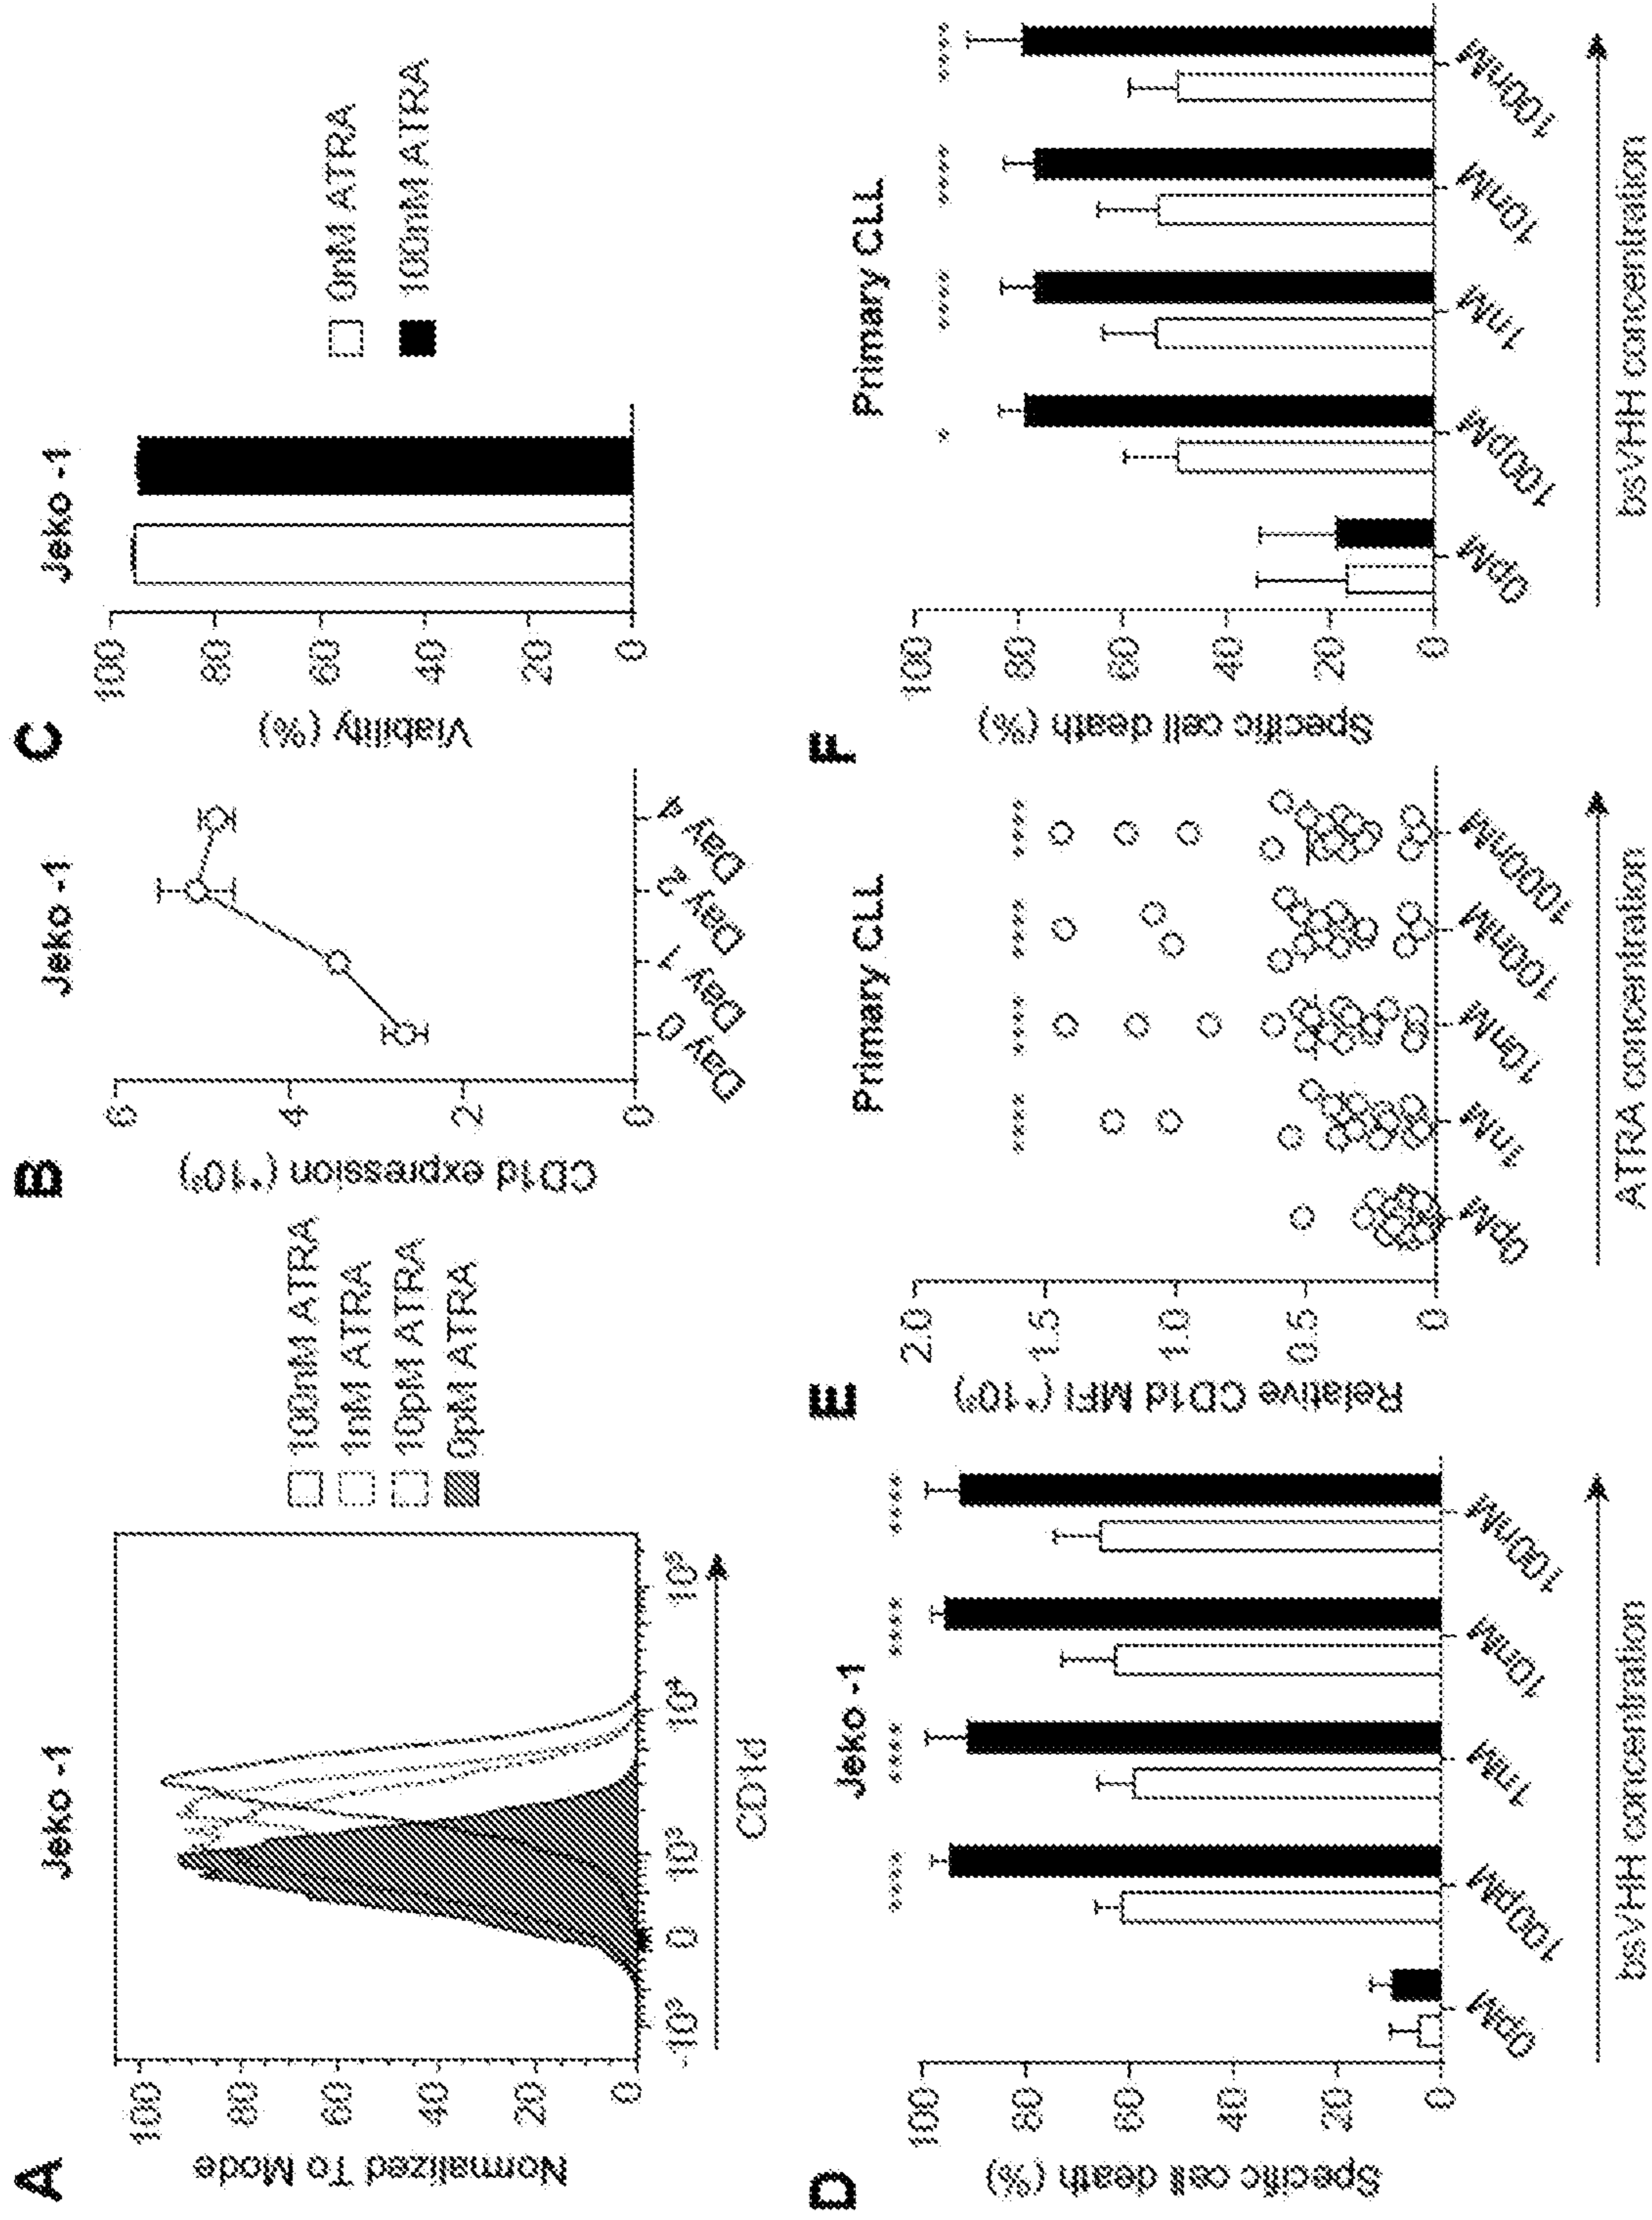 A
Jeko -1
Normalized To Mode
100
80
60
40
20
0
-10³
0
10³
10⁴
10⁵
CD1d
100nM ATRA
1nM ATRA
10pM ATRA
0pM ATRA
B
Jeko -1
CD1d expression (*10³)
6
4
2
0
Day 0
Day 1
Day 2
Day 4
C
Jeko -1
Viability (%)
100
80
60
40
20
0
0nM ATRA
100nM ATRA
D
Jeko -1
Specific cell death (%)
100
80
60
40
20
0
****
****
****
****
0pM
100pM
1nM
10nM
100nM
bsVHH concentration
E
Primary CLL
Relative CD1d MFI (*10³)
2.0
1.5
1.0
0.5
0
****
****
****
****
0pM
1nM
10nM
100nM
1000nM
ATRA concentration
F
Primary CLL
Specific cell death (%)
100
80
60
40
20
0
*
****
****
****
0pM
100pM
1nM
10nM
100nM
bsVHH concentration